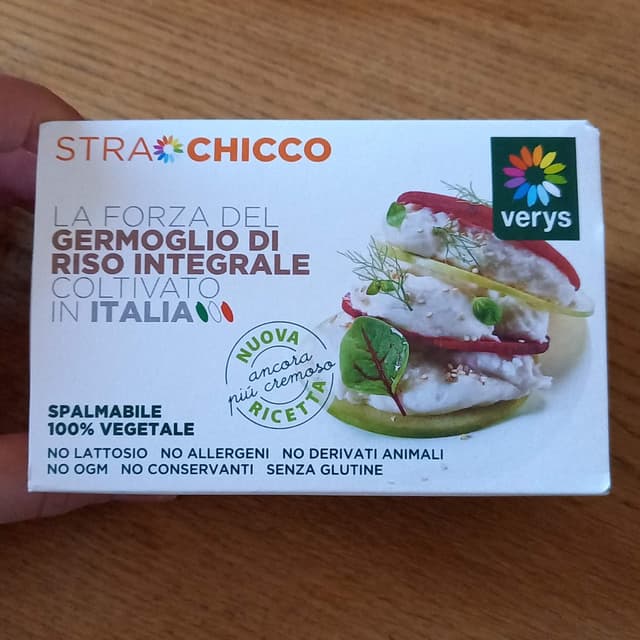 STRACHICCO
verys
LA FORZA DEL
GERMOGLIO DI
RISO INTEGRALE
COLTIVATO
IN ITALIA
NUOVA
ancora
più cremoso
RICETTA
SPALMABILE
100% VEGETALE
NO LATTOSIO NO ALLERGENI NO DERIVATI ANIMALI
NO OGM NO CONSERVANTI SENZA GLUTINE